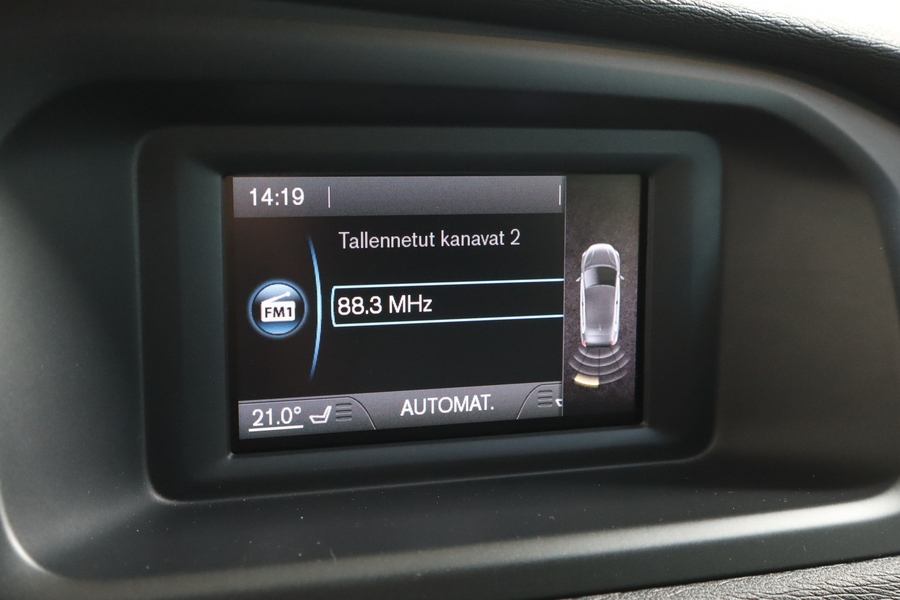 14:19
Tallennetut kanavat 2
FM1
88.3 MHz
21.0°
AUTOMAT.